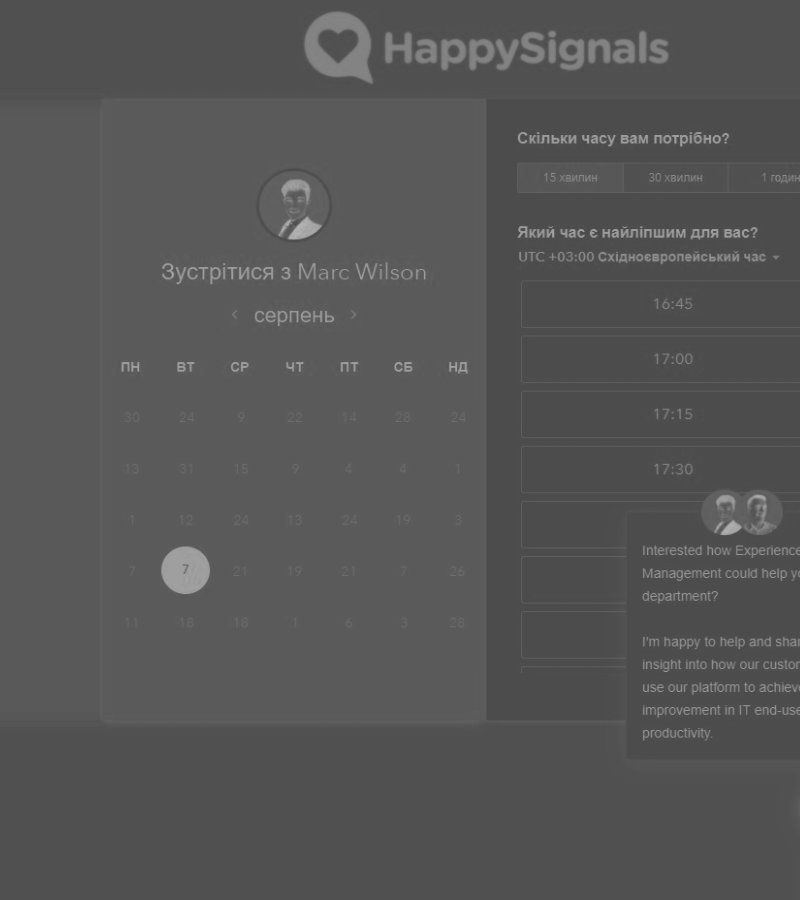 HappySignals
Зустрітися з Marc Wilson
серпень
ПН ВТ СР ЧТ ПТ СБ НД
30 24 9 22 14 28 24
13 31 15 9 4 4 1
1 12 24 13 24 19 3
7 7 21 19 21 7 26
11 18 18 1 6 3 28
Скільки часу вам потрібно?
15 хвилин 30 хвилин 1 годин
Який час є найліпшим для вас?
UTC +03:00 Східноєвропейський час
16:45
17:00
17:15
17:30
Interested how Experience
Management could help yo
department?
I'm happy to help and shar
insight into how our custor
use our platform to achieve
improvement in IT end-use
productivity.